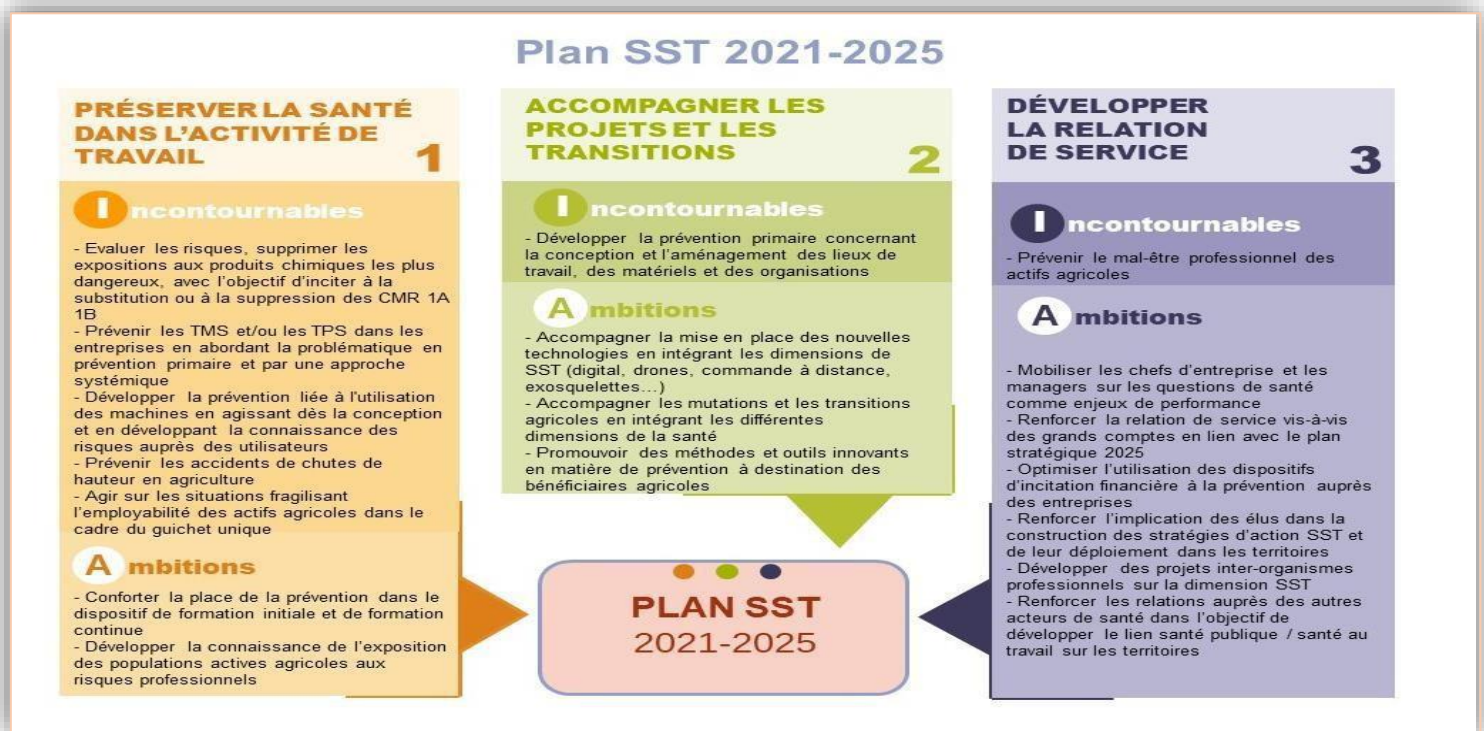 Plan SST 2021-2025
PRÉSERVER LA SANTÉ
DANS L'ACTIVITÉ DE
TRAVAIL
1
Incontournables
- Evaluer les risques, supprimer les
expositions aux produits chimiques les plus
dangereux, avec l'objectif d'inciter à la
substitution ou à la suppression des CMR 1A
1B
- Prévenir les TMS et/ou les TPS dans les
entreprises en abordant la problématique en
prévention primaire et par une approche
systémique
- Développer la prévention liée à l'utilisation
des machines en agissant dès la conception
et en développant la connaissance des
risques auprès des utilisateurs
- Prévenir les accidents de chutes de
hauteur en agriculture
- Agir sur les situations fragilisant
l'employabilité des actifs agricoles dans le
cadre du guichet unique
Ambitions
- Conforter la place de la prévention dans le
dispositif de formation initiale et de formation
continue
- Développer la connaissance de l'exposition
des populations actives agricoles aux
risques professionnels
ACCOMPAGNER LES
PROJETS ET LES
TRANSITIONS
2
Incontournables
- Développer la prévention primaire concernant
la conception et l'aménagement des lieux de
travail, des matériels et des organisations
Ambitions
- Accompagner la mise en place des nouvelles
technologies en intégrant les dimensions de
SST (digital, drones, commande à distance,
exosquelettes...)
- Accompagner les mutations et les transitions
agricoles en intégrant les différentes
dimensions de la santé
- Promouvoir des méthodes et outils innovants
en matière de prévention à destination des
bénéficiaires agricoles
DÉVELOPPER
LA RELATION
DE SERVICE
3
Incontournables
- Prévenir le mal-être professionnel des
actifs agricoles
Ambitions
- Mobiliser les chefs d'entreprise et les
managers sur les questions de santé
comme enjeux de performance
- Renforcer la relation de service vis-à-vis
des grands comptes en lien avec le plan
stratégique 2025
- Optimiser l'utilisation des dispositifs
d'incitation financière à la prévention auprès
des entreprises
- Renforcer l'implication des élus dans la
construction des stratégies d'action SST et
de leur déploiement dans les territoires
- Développer des projets inter-organismes
professionnels sur la dimension SST
- Renforcer les relations auprès des autres
acteurs de santé dans l'objectif de
développer le lien santé publique / santé au
travail sur les territoires
PLAN SST
2021-2025